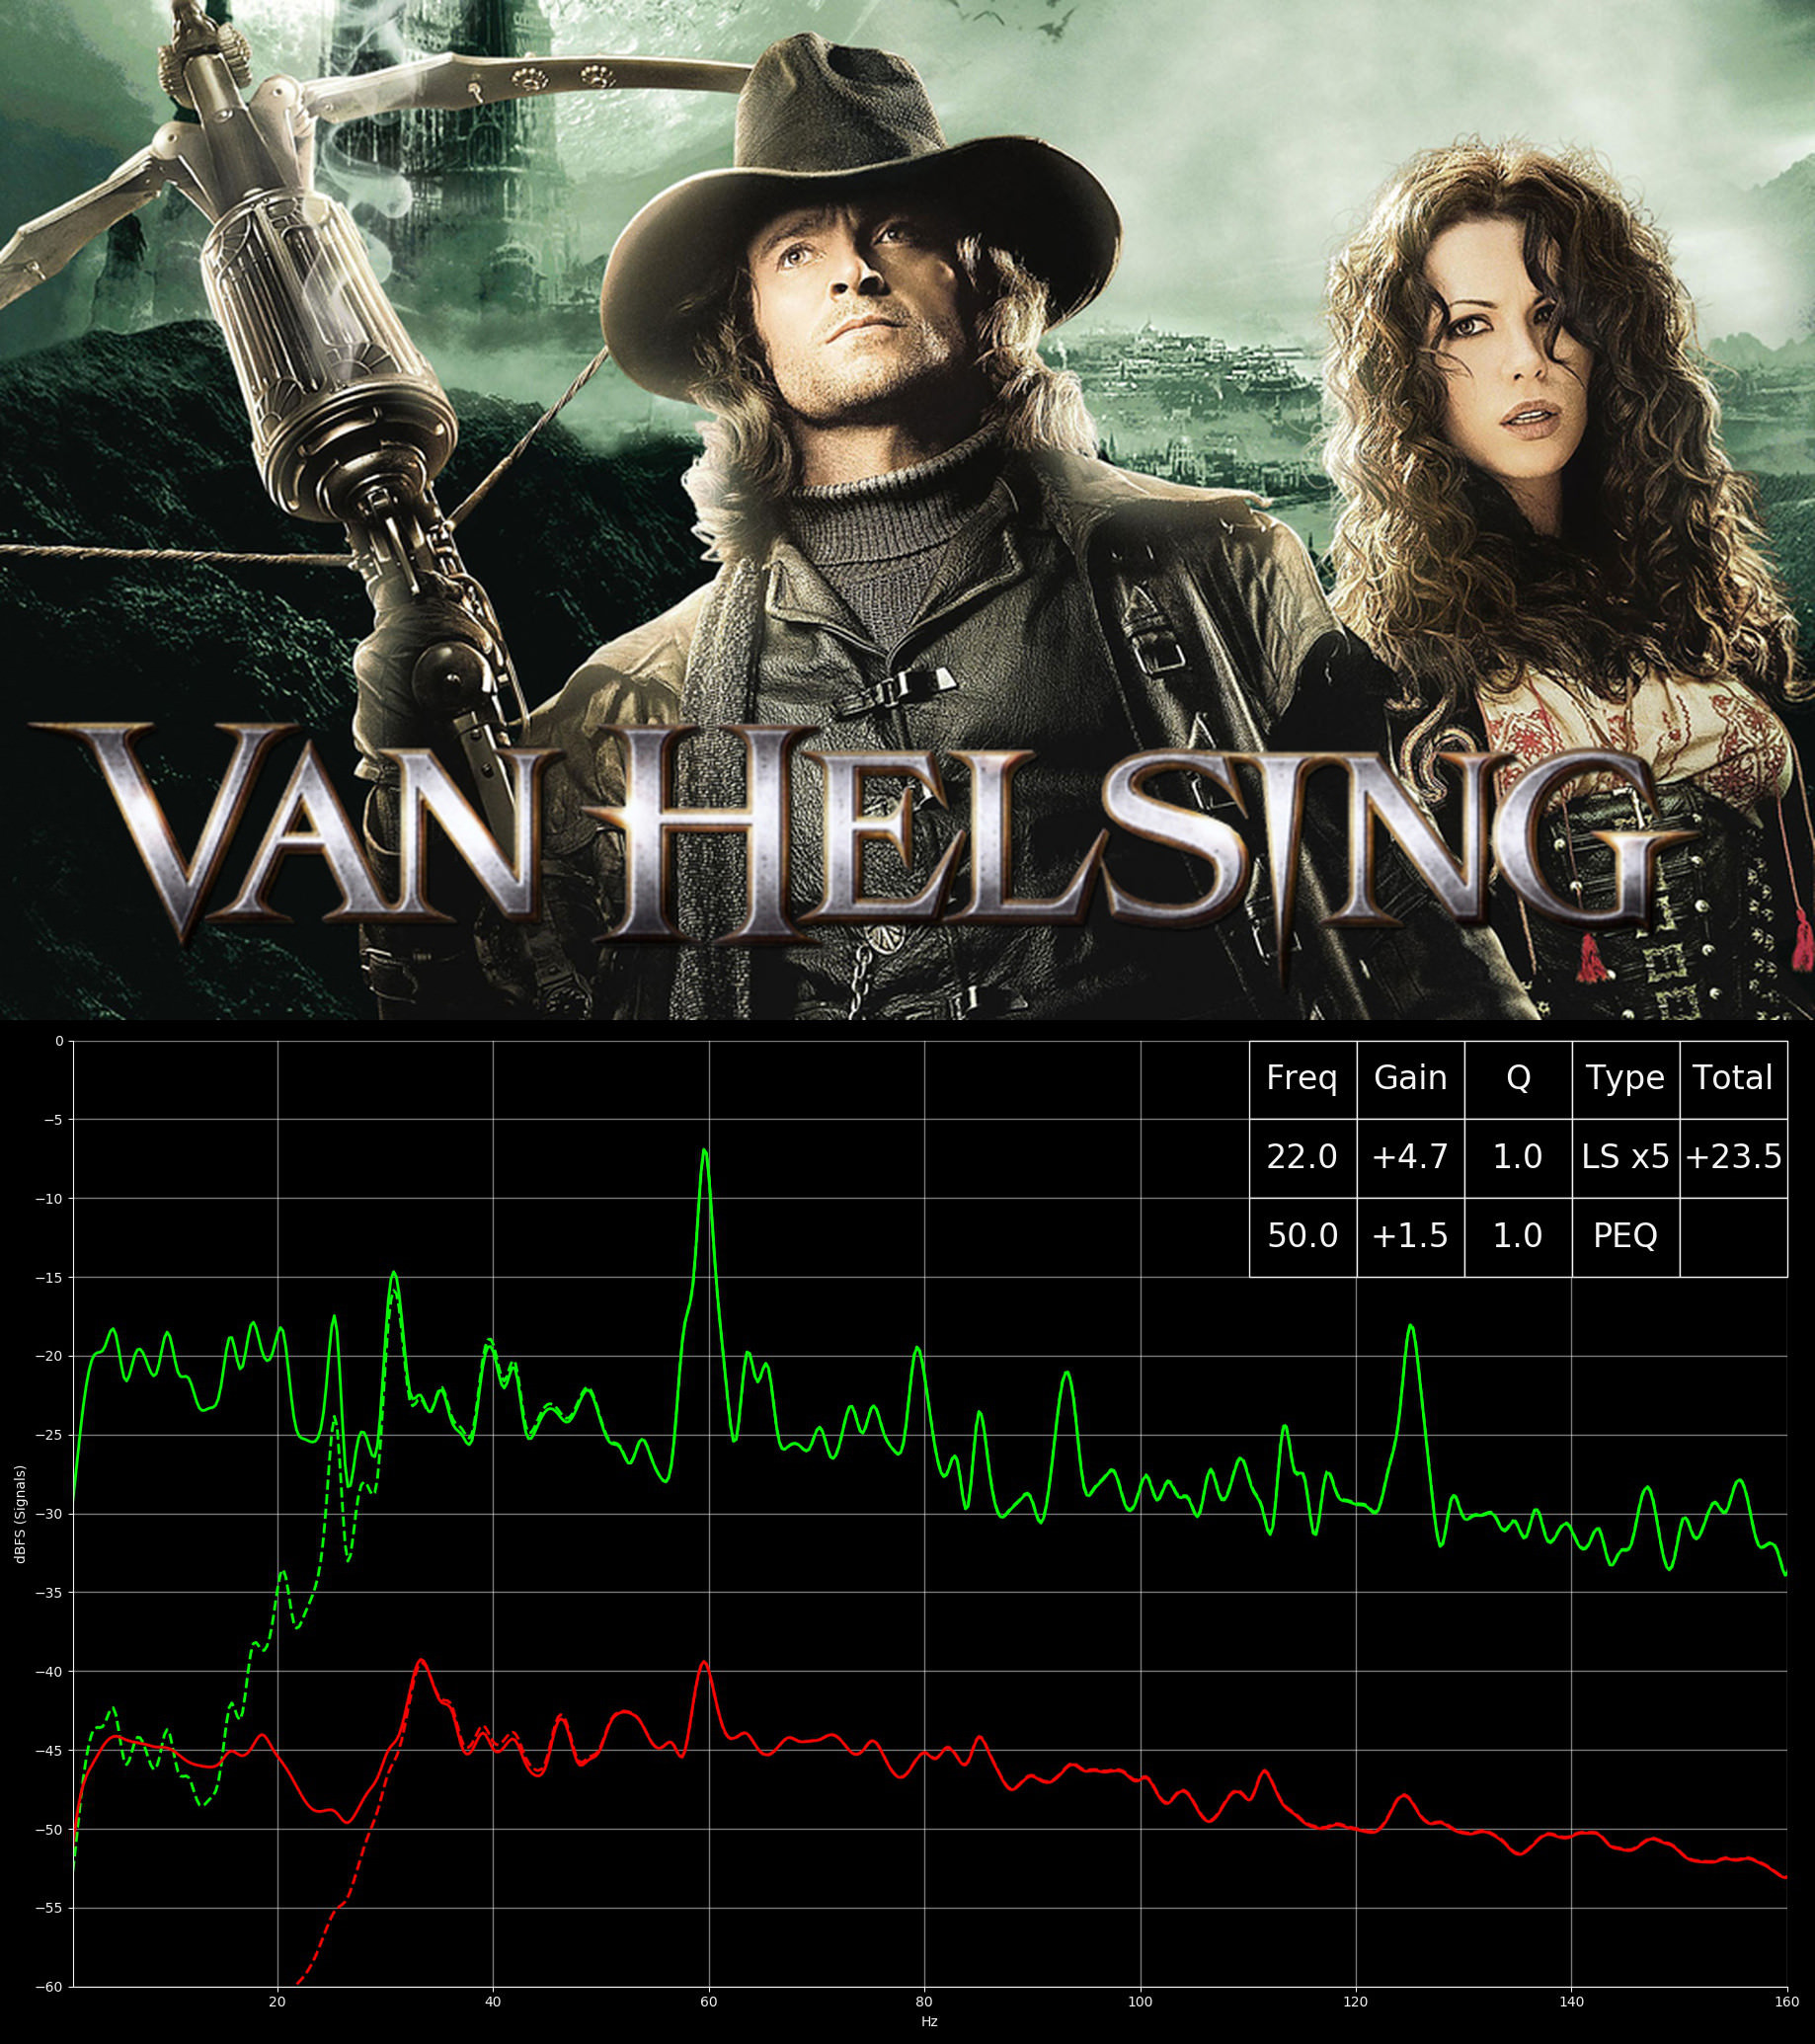 VAN HELSING
Freq Gain Q Type Total
22.0 +4.7 1.0 LS x5 +23.5
50.0 +1.5 1.0 PEQ
0
−5
−10
−15
−20
−25
−30
−35
−40
−45
−50
−55
−60
dBFS (Signals)
20 40 60 80 100 120 140 160
Hz